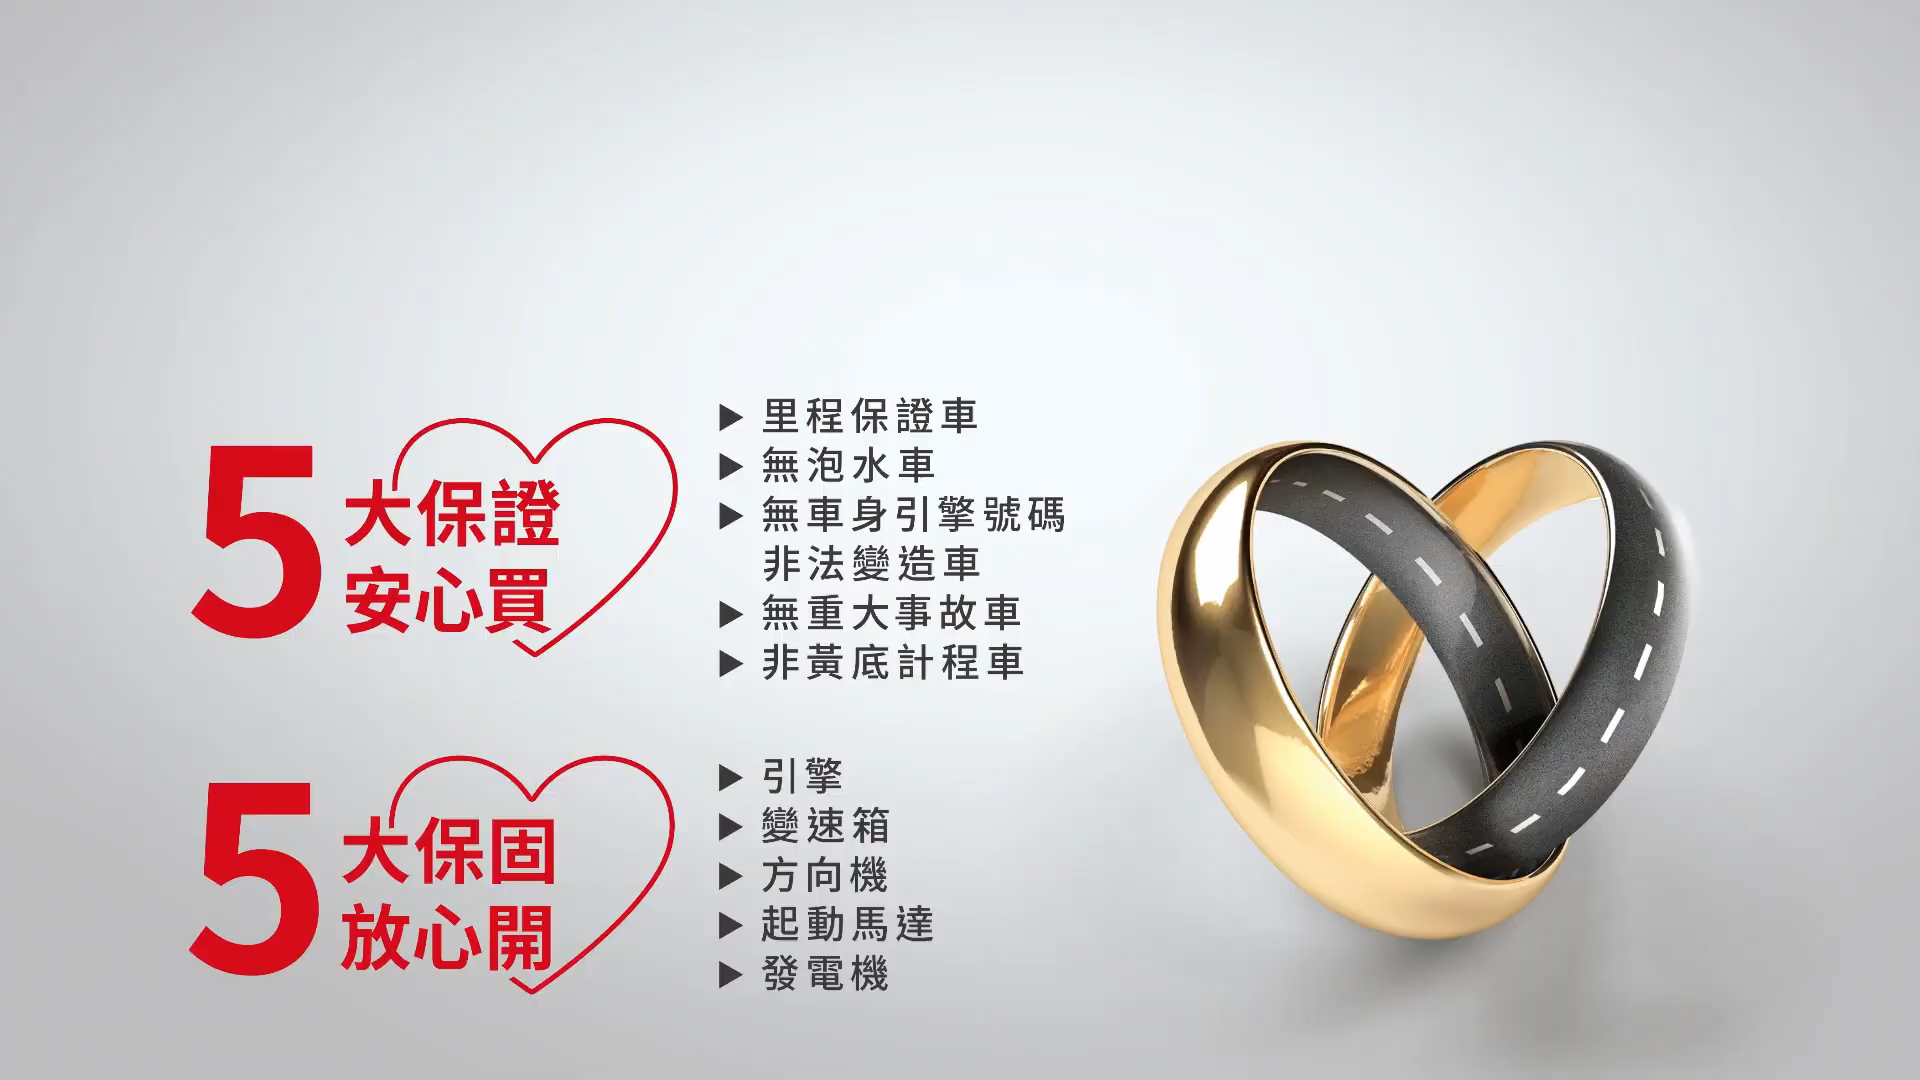 5
大保證
安心買
▶ 里程保證車
▶ 無泡水車
▶ 無車身引擎號碼
非法變造車
▶ 無重大事故車
▶ 非黃底計程車
5
大保固
放心開
▶ 引擎
▶ 變速箱
▶ 方向機
▶ 起動馬達
▶ 發電機